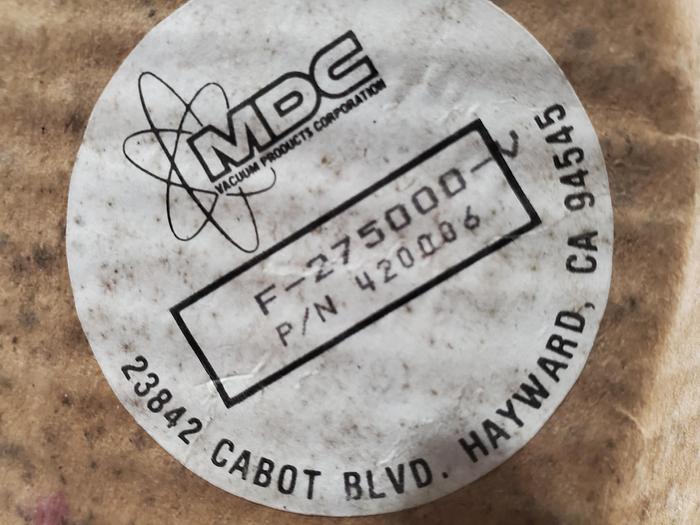 MDC
VACUUM PRODUCTS CORPORATION
F-275000-V
P/N 420006
23842 CABOT BLVD. HAYWARD, CA 94545